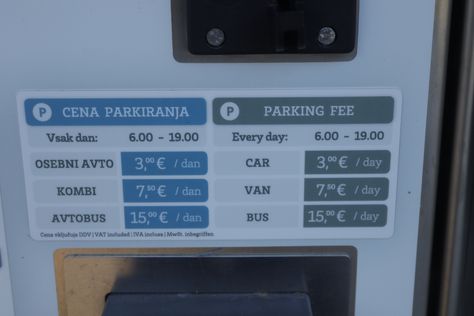 P CENA PARKIRANJA
Vsak dan: 6.00 - 19.00
OSEBNI AVTO 3,00 € / dan
KOMBI 7,50 € / dan
AVTOBUS 15,00 € / dan
P PARKING FEE
Every day: 6.00 - 19.00
CAR 3,00 € / day
VAN 7,50 € / day
BUS 15,00 € / day
Cena vključuje DDV | VAT included | IVA inclusa | MwSt. inbegriffen